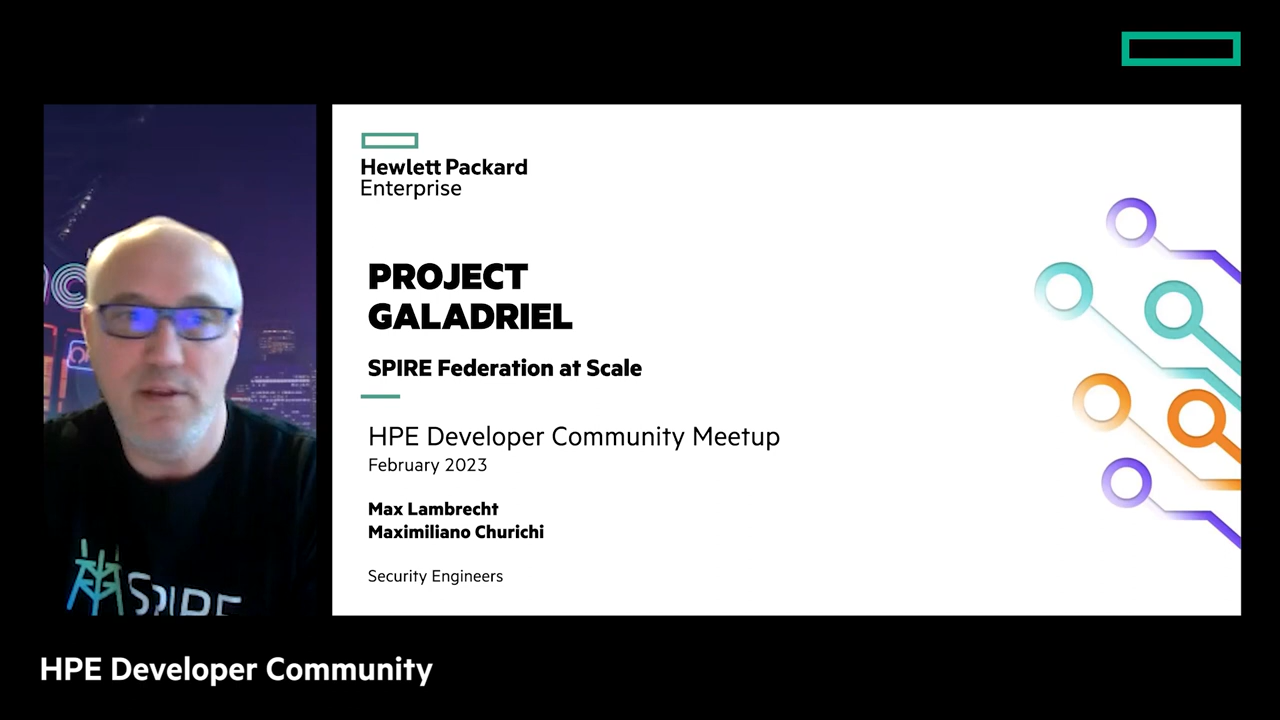 Hewlett Packard
Enterprise
PROJECT
GALADRIEL
SPIRE Federation at Scale
HPE Developer Community Meetup
February 2023
Max Lambrecht
Maximiliano Churichi
Security Engineers
SPIRE
HPE Developer Community